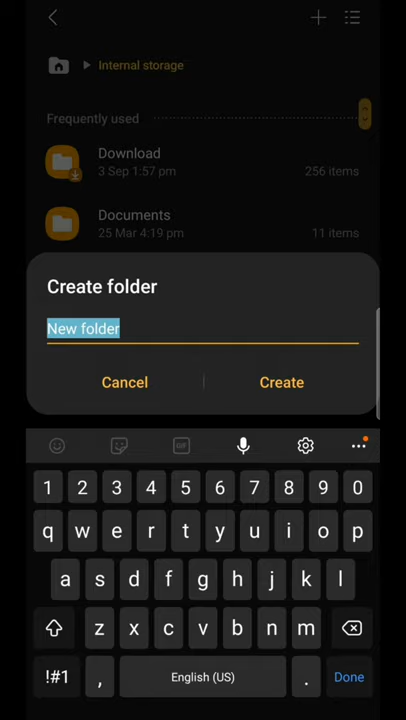 Internal storage
Frequently used
Download
3 Sep 1:57 pm 256 items
Documents
25 Mar 4:19 pm 11 items
Create folder
New folder
Cancel Create
GIF
1 2 3 4 5 6 7 8 9 0
q w e r t y u i o p
a s d f g h j k l
z x c v b n m
!#1 , English (US) . Done